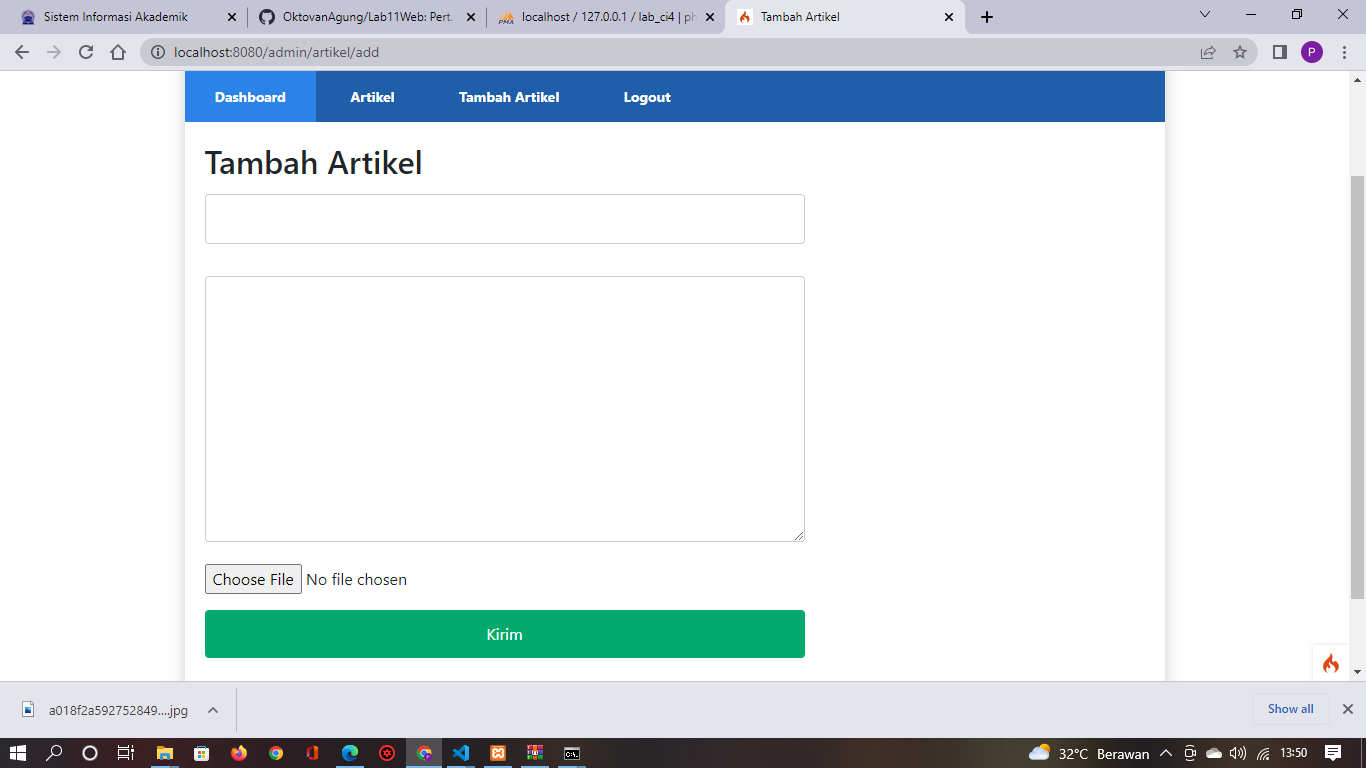 Sistem Informasi Akademik
OktovanAgung/Lab11Web: Pert
localhost / 127.0.0.1 / lab_ci4 | ph
Tambah Artikel
localhost:8080/admin/artikel/add
P
Dashboard Artikel Tambah Artikel Logout
Tambah Artikel
Choose File No file chosen
Kirim
a018f2a592752849....jpg
Show all
32°C Berawan
13:50